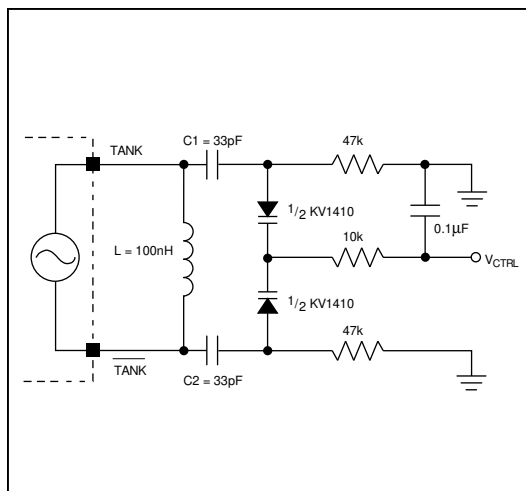 C1 = 33pF
47k
TANK
1/2 KV1410
0.1µF
10k
L = 100nH
VCTRL
1/2 KV1410
47k
TANK
C2 = 33pF